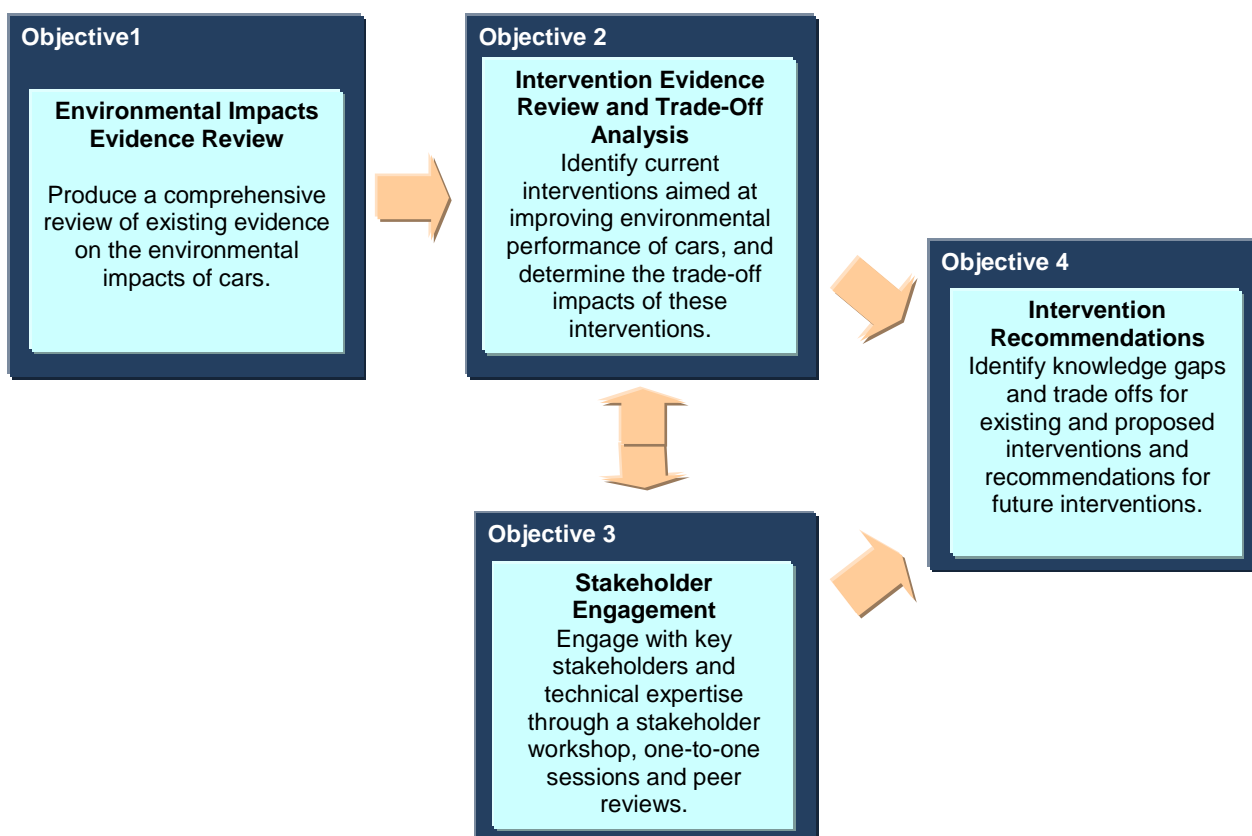 Objective1
Environmental Impacts
Evidence Review
Produce a comprehensive
review of existing evidence
on the environmental
impacts of cars.
Objective 2
Intervention Evidence
Review and Trade-Off
Analysis
Identify current
interventions aimed at
improving environmental
performance of cars, and
determine the trade-off
impacts of these
interventions.
Objective 3
Stakeholder
Engagement
Engage with key
stakeholders and
technical expertise
through a stakeholder
workshop, one-to-one
sessions and peer
reviews.
Objective 4
Intervention
Recommendations
Identify knowledge gaps
and trade offs for
existing and proposed
interventions and
recommendations for
future interventions.